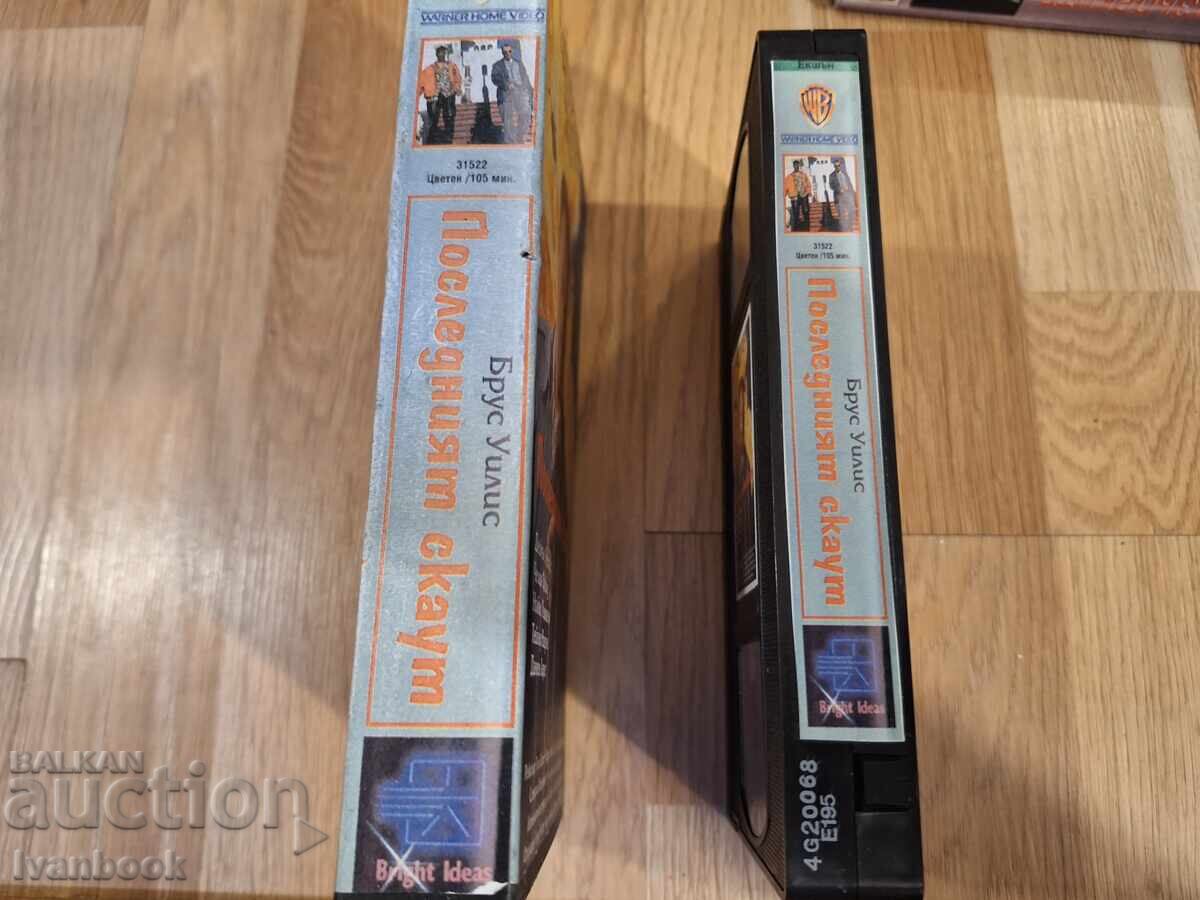 WARNER HOME VIDEO
31522
Цветен /105 мин.
Последният скаут
Брус Уилис
Bright Ideas
Екшън
WB
WARNER HOME VIDEO
31522
Цветен /105 мин.
Последният скаут
Брус Уилис
Bright Ideas
4G20068
E195
BALKAN
auction
Ivanbook